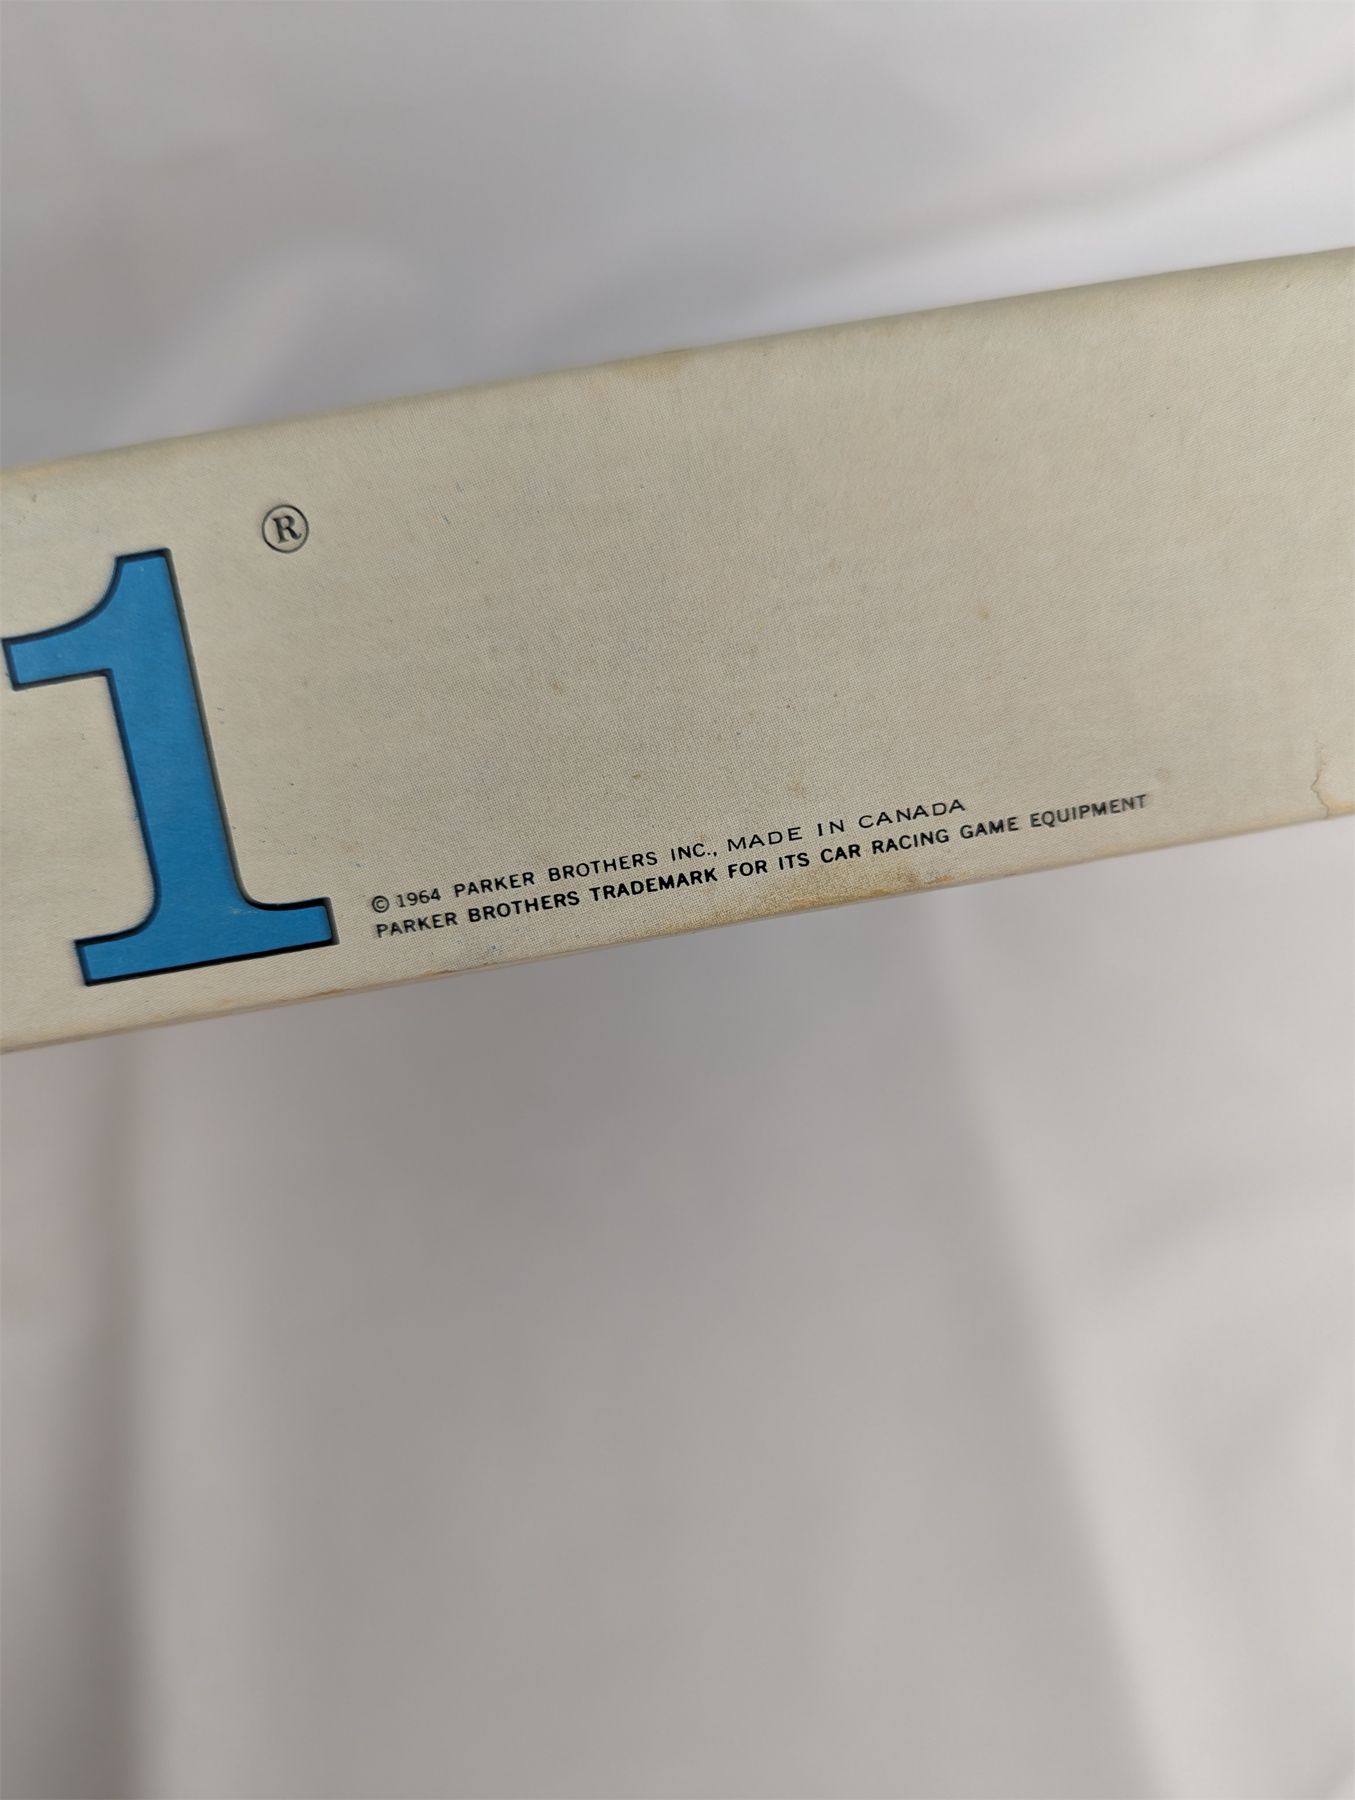 1 ®
© 1964 PARKER BROTHERS INC., MADE IN CANADA
PARKER BROTHERS TRADEMARK FOR ITS CAR RACING GAME EQUIPMENT